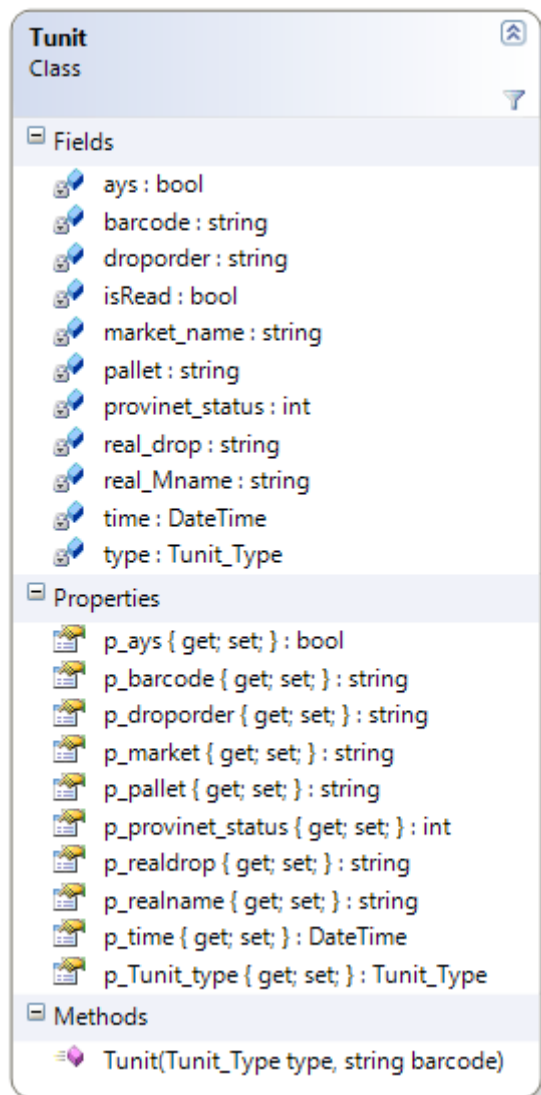 Tunit
Class
Fields
ays : bool
barcode : string
droporder : string
isRead : bool
market_name : string
pallet : string
provinet_status : int
real_drop : string
real_Mname : string
time : DateTime
type : Tunit_Type
Properties
p_ays { get; set; } : bool
p_barcode { get; set; } : string
p_droporder { get; set; } : string
p_market { get; set; } : string
p_pallet { get; set; } : string
p_provinet_status { get; set; } : int
p_realdrop { get; set; } : string
p_realname { get; set; } : string
p_time { get; set; } : DateTime
p_Tunit_type { get; set; } : Tunit_Type
Methods
Tunit(Tunit_Type type, string barcode)